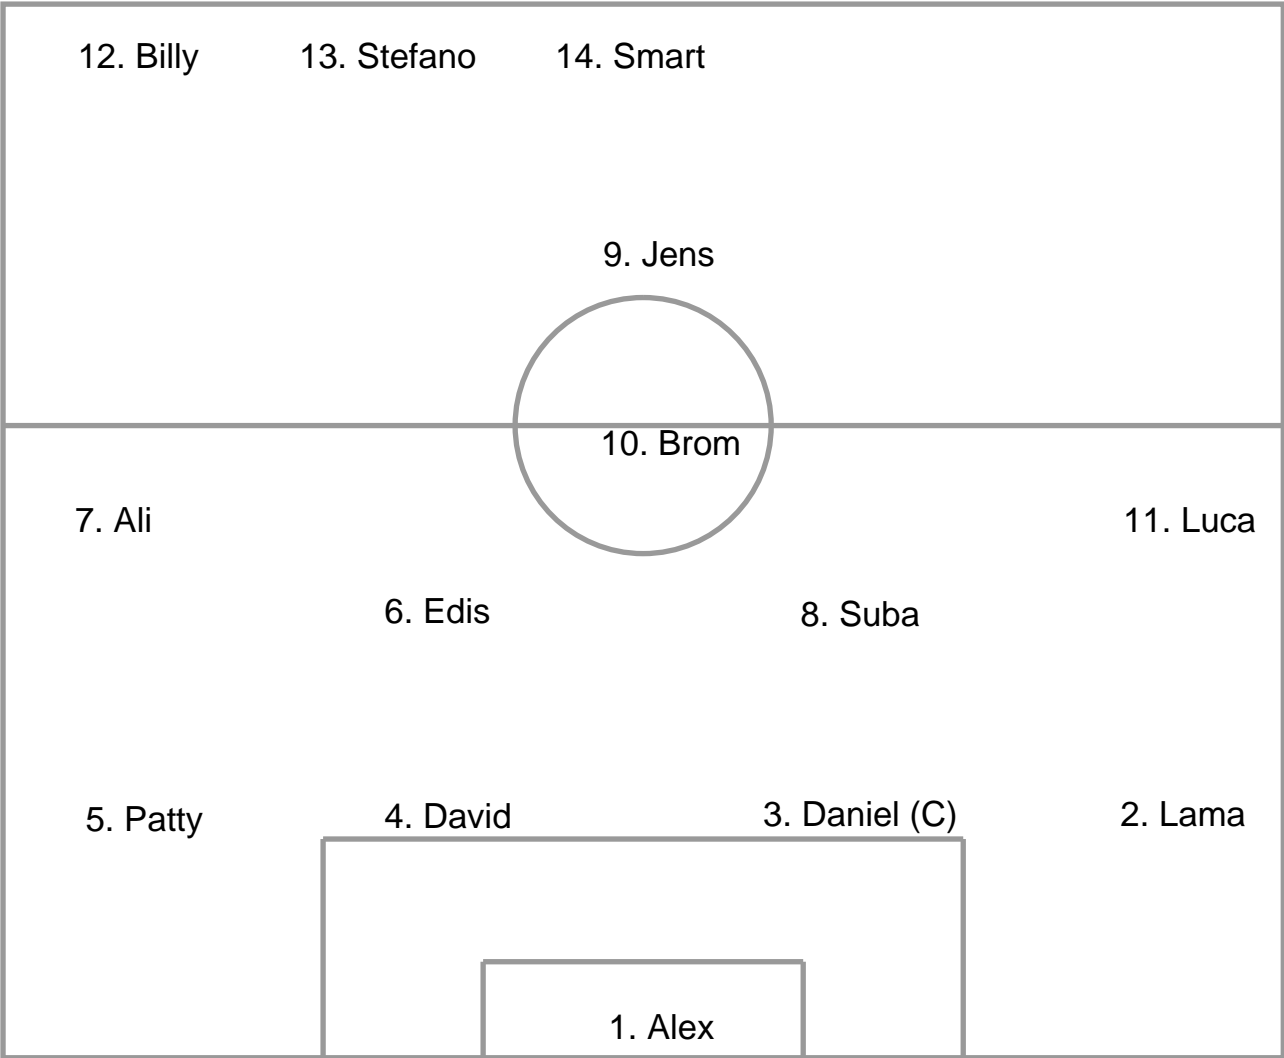 12. Billy 13. Stefano 14. Smart
9. Jens
10. Brom
7. Ali 11. Luca
6. Edis 8. Suba
5. Patty 4. David 3. Daniel (C) 2. Lama
1. Alex